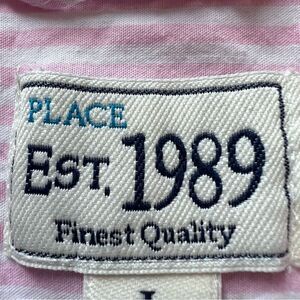 PLACE
EST. 1989
Finest Quality